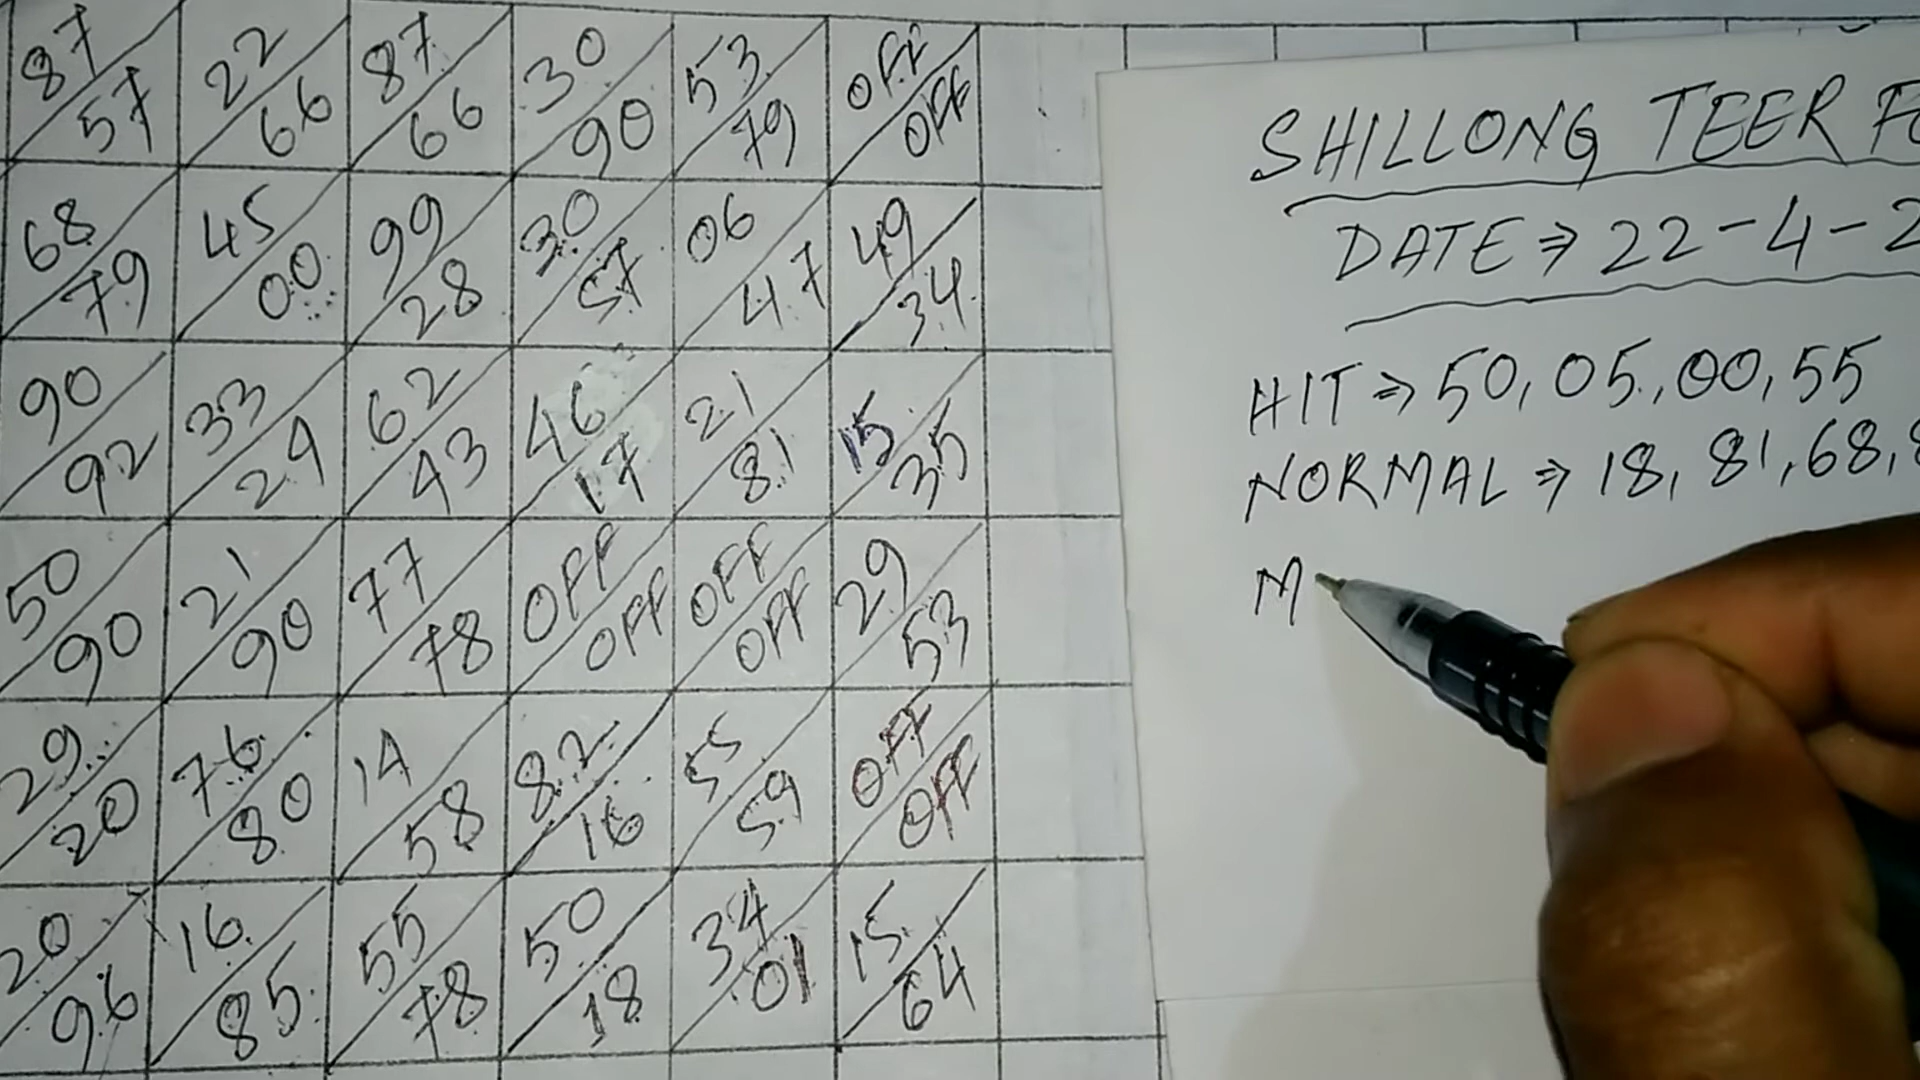 87/57 22/66 87/66 30/90 53/79 OFF/OFF
68/79 45/00 99/28 30/57 06/47 49/34
90/92 33/29 62/43 46/17 21/81 15/35
50/90 21/90 77/78 OFF/OFF OFF/OFF 29/53
29/20 76/80 14/58 82/16 55/59 OFF/OFF
20/96 16/85 55/78 50/18 34/01 15/64
SHILLONG TEER
DATE ⇒ 22-4-2
HIT ⇒ 50, 05, 00, 55
NORMAL ⇒ 18, 81, 68,
M